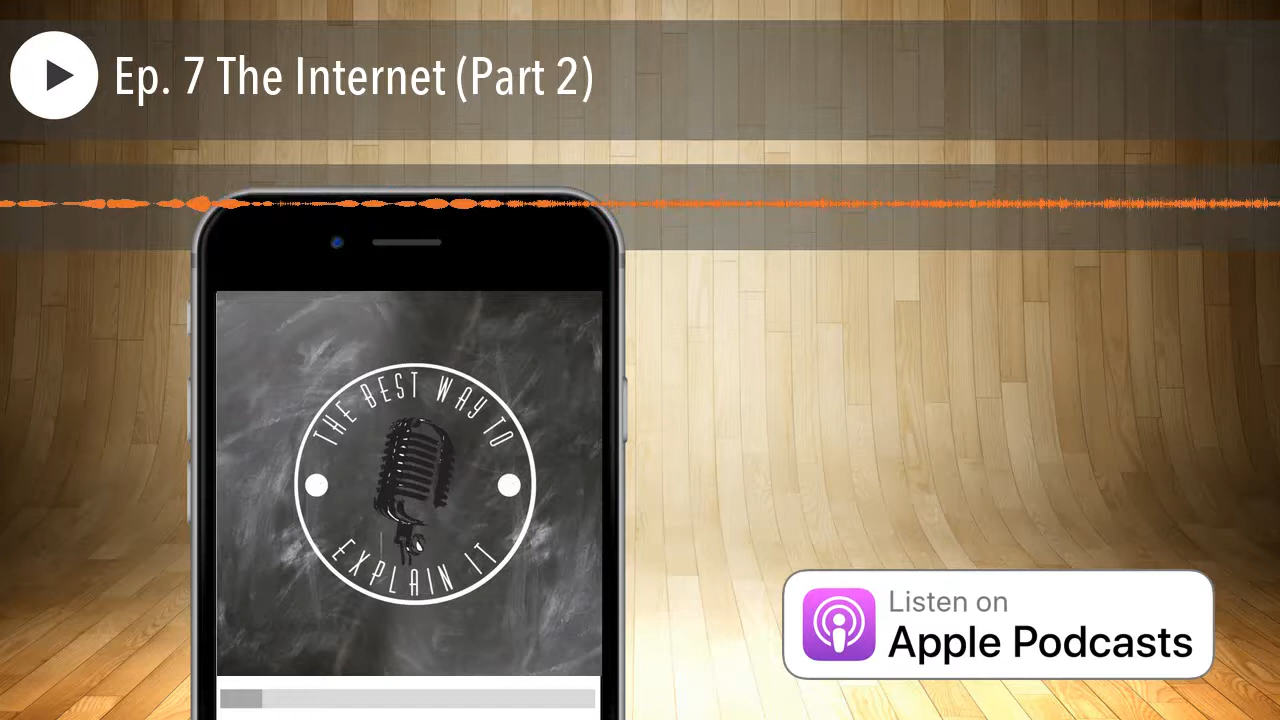 Ep. 7 The Internet (Part 2)
THE BEST WAY TO
EXPLAIN IT
Listen on
Apple Podcasts